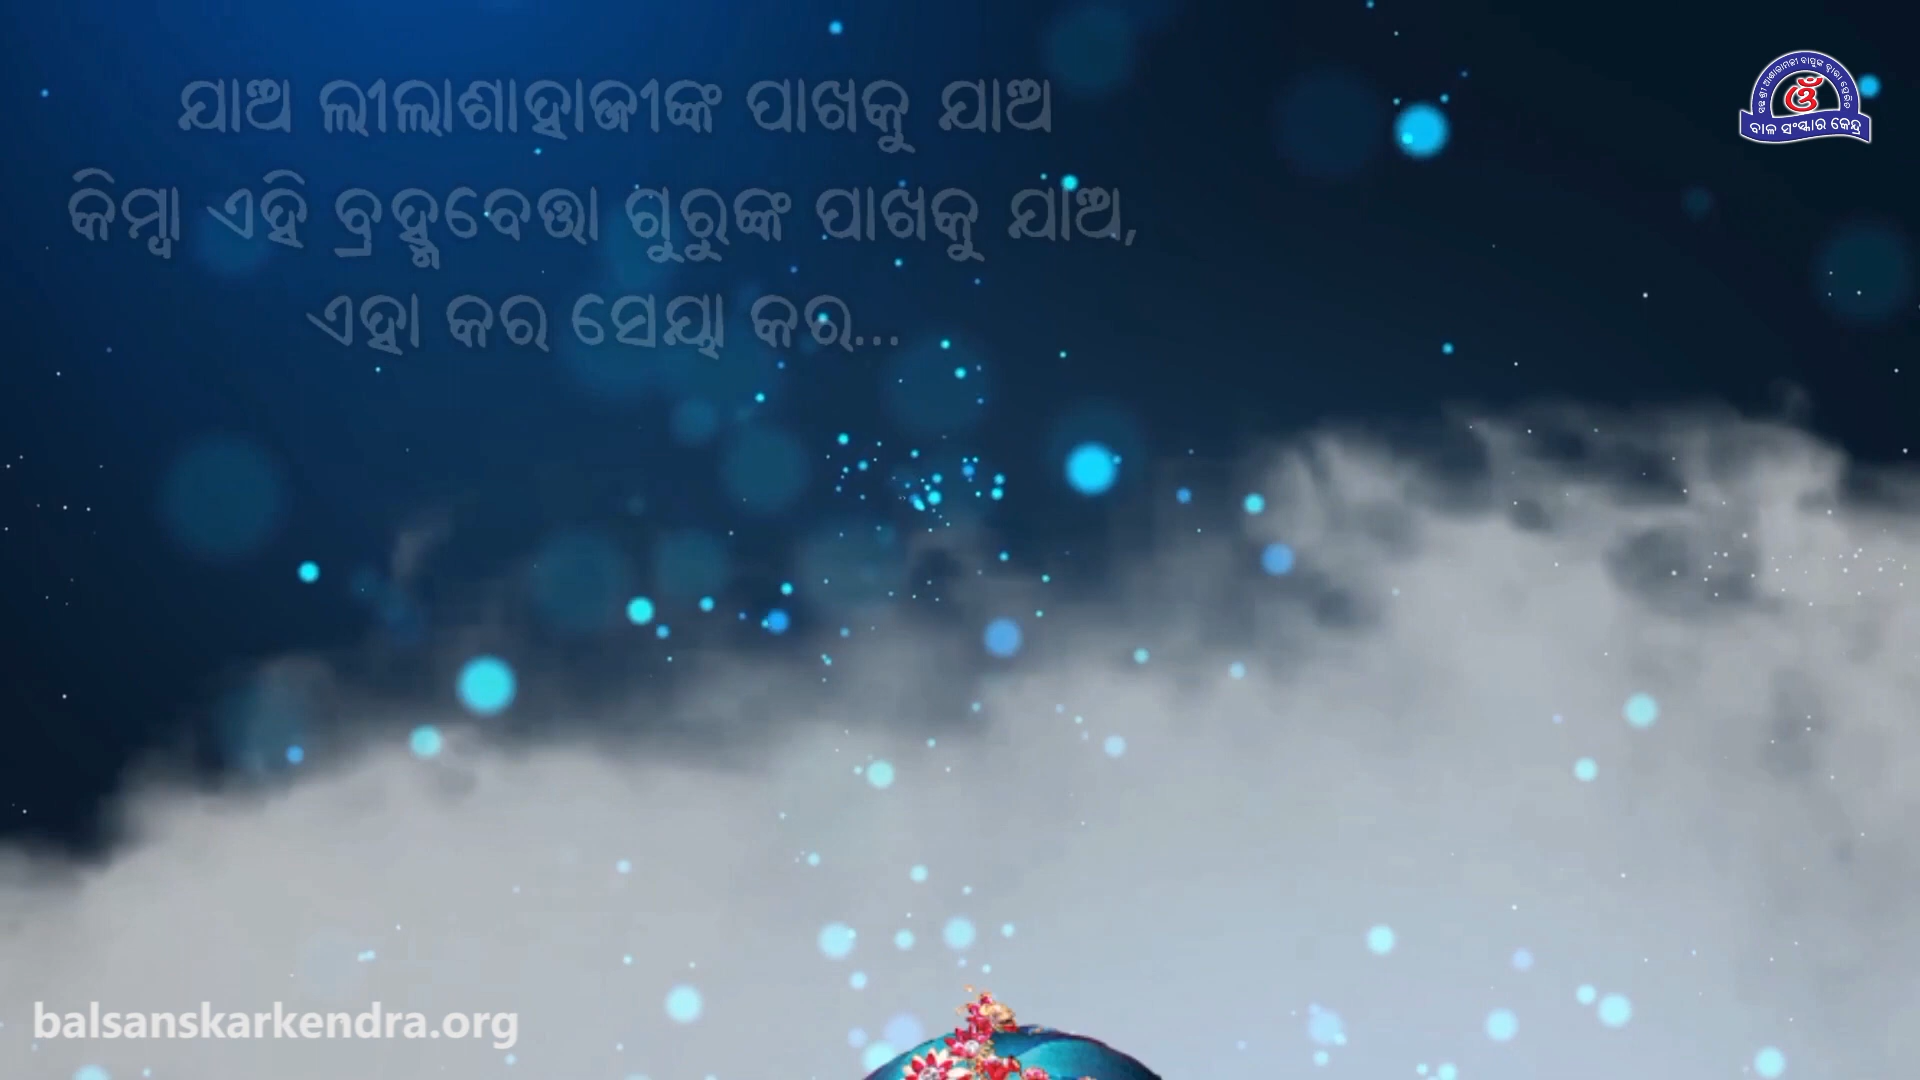 ଯାଅ ଲୀଲାଶାହାଜୀଙ୍କ ପାଖକୁ ଯାଅ
କିମ୍ବା ଏହି ବ୍ରହ୍ମବେତ୍ତା ଗୁରୁଙ୍କ ପାଖକୁ ଯାଅ,
ଏହା କର ସେୟା କର...
ଓଁ
ବାଳ ସଂସ୍କାର କେନ୍ଦ୍ର
balsanskarkendra.org